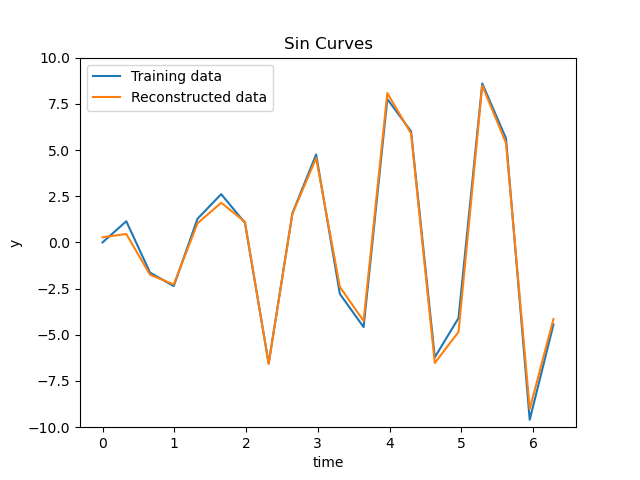 Sin Curves
Training data
Reconstructed data
10.0
7.5
5.0
2.5
0.0
−2.5
−5.0
−7.5
−10.0
y
0 1 2 3 4 5 6
time